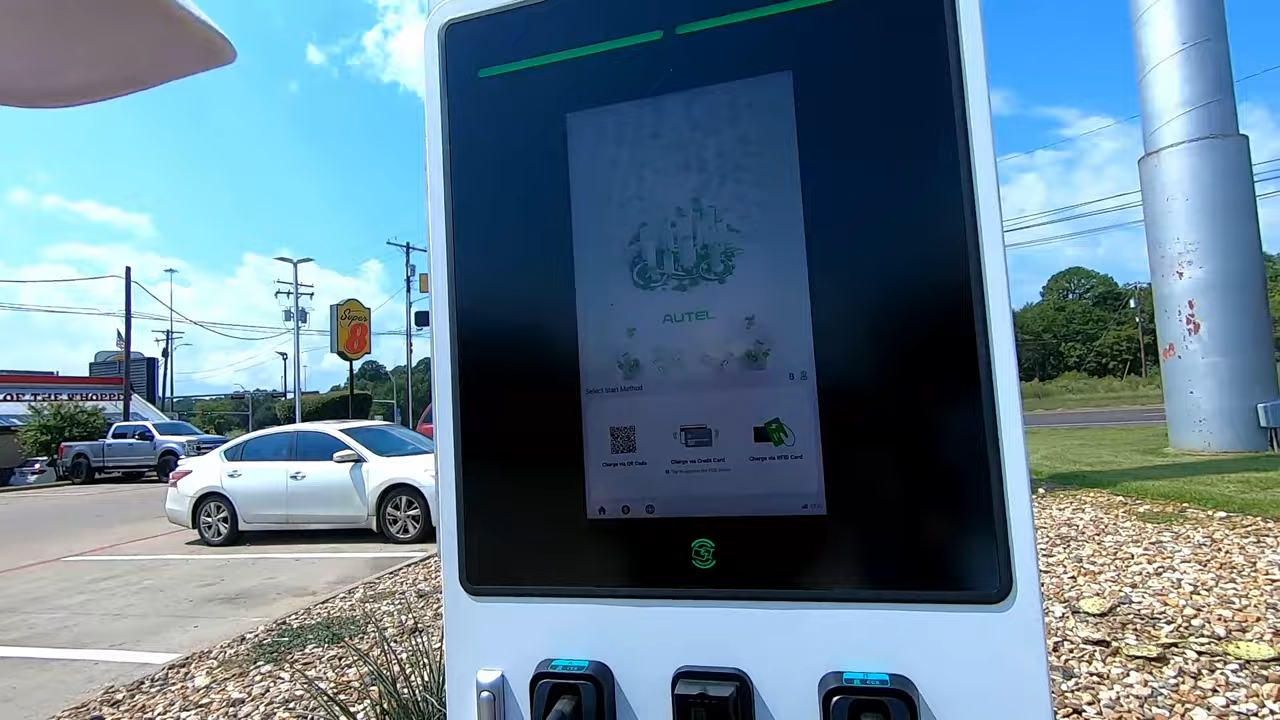 OF THE WHOPPE
Super
8
AUTEL
Select Start Method
Charge via QR Code
Charge via Credit Card
Charge via RFID Card
CCS